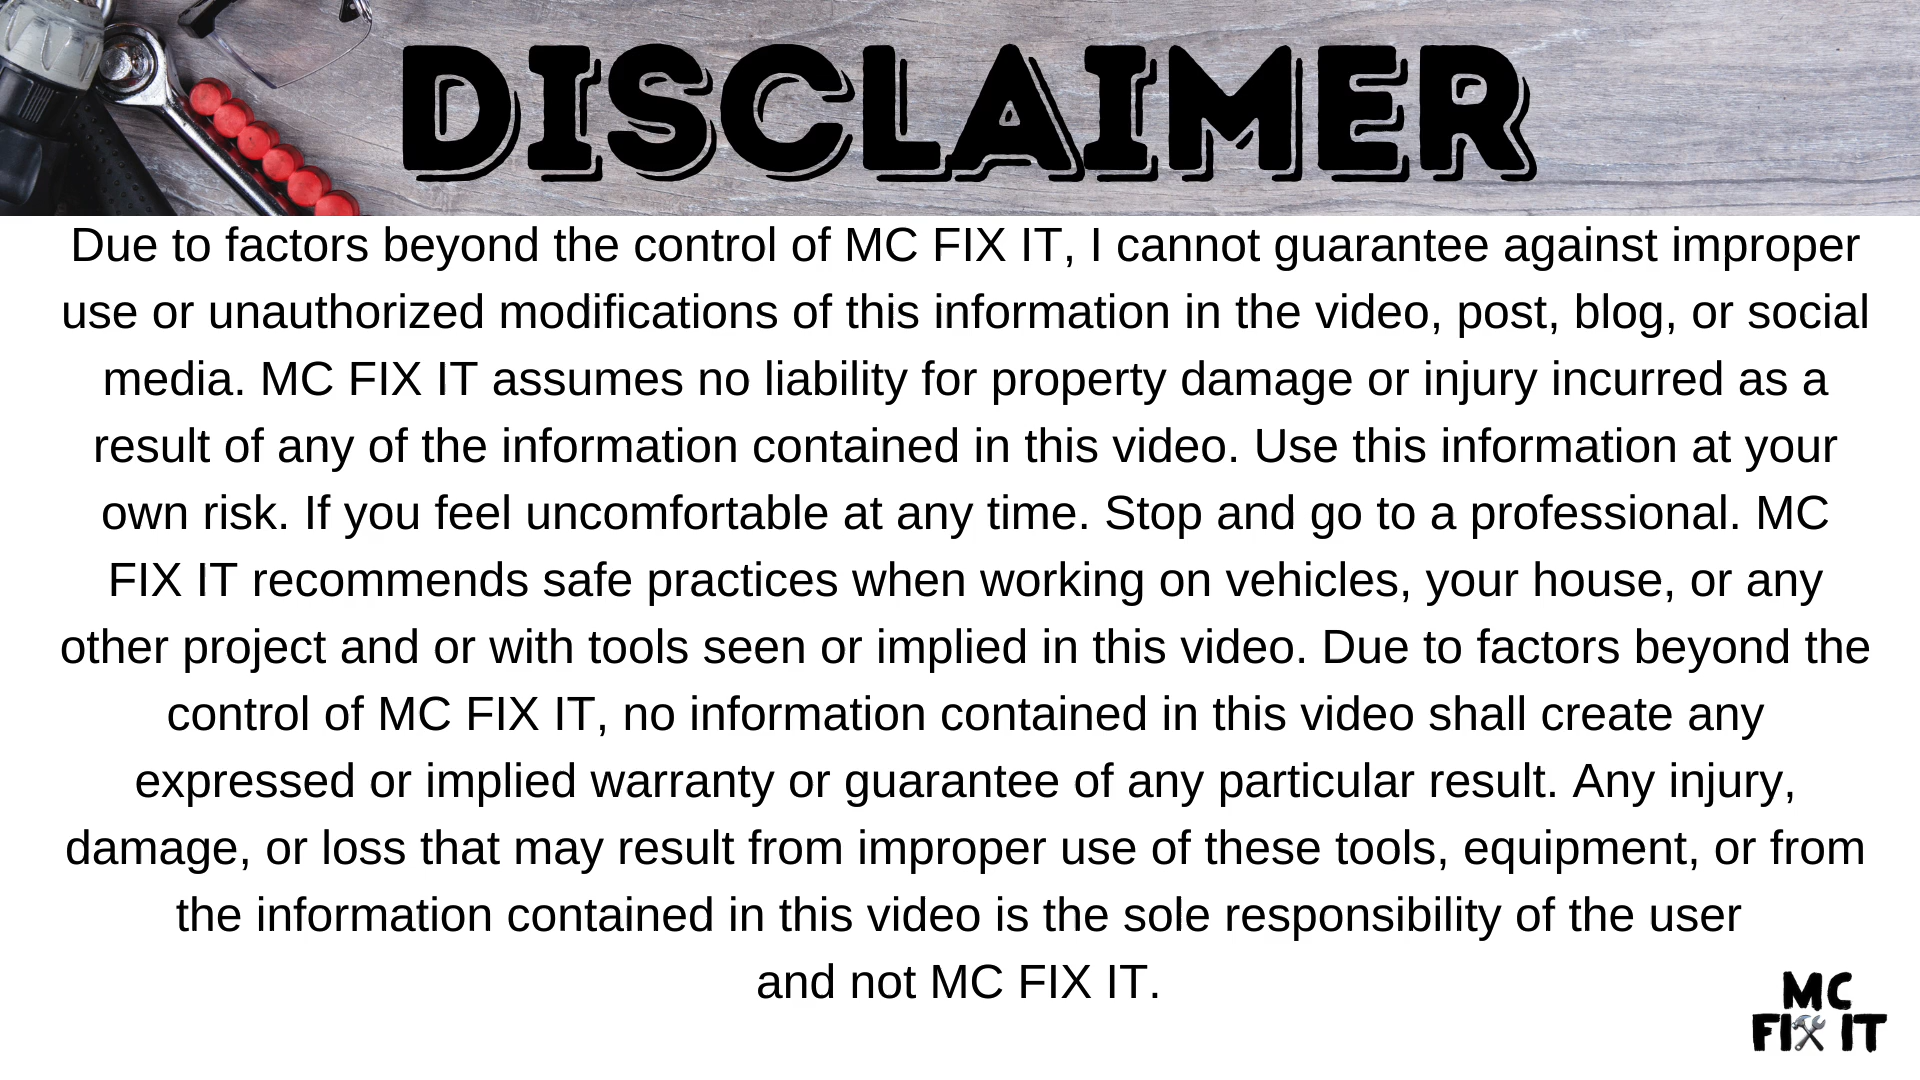 DISCLAIMER
Due to factors beyond the control of MC FIX IT, I cannot guarantee against improper
use or unauthorized modifications of this information in the video, post, blog, or social
media. MC FIX IT assumes no liability for property damage or injury incurred as a
result of any of the information contained in this video. Use this information at your
own risk. If you feel uncomfortable at any time. Stop and go to a professional. MC
FIX IT recommends safe practices when working on vehicles, your house, or any
other project and or with tools seen or implied in this video. Due to factors beyond the
control of MC FIX IT, no information contained in this video shall create any
expressed or implied warranty or guarantee of any particular result. Any injury,
damage, or loss that may result from improper use of these tools, equipment, or from
the information contained in this video is the sole responsibility of the user
and not MC FIX IT.
MC
FIX IT